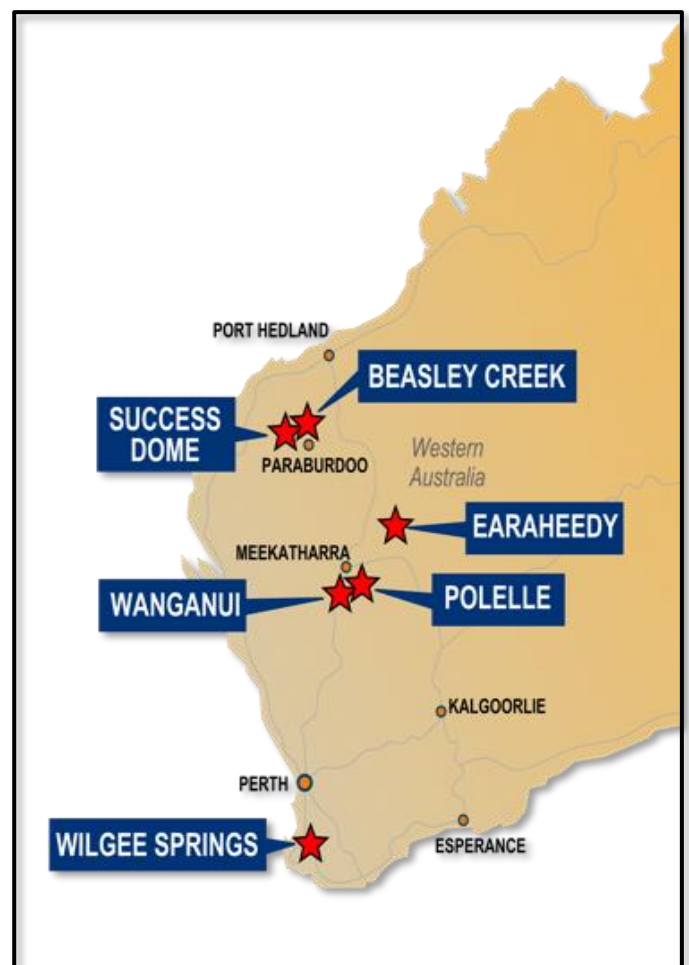 PORT HEDLAND
BEASLEY CREEK
SUCCESS
DOME
PARABURDOO
Western
Australia
EARAHEEDY
MEEKATHARRA
WANGANUI
POLELLE
KALGOORLIE
PERTH
WILGEE SPRINGS
ESPERANCE